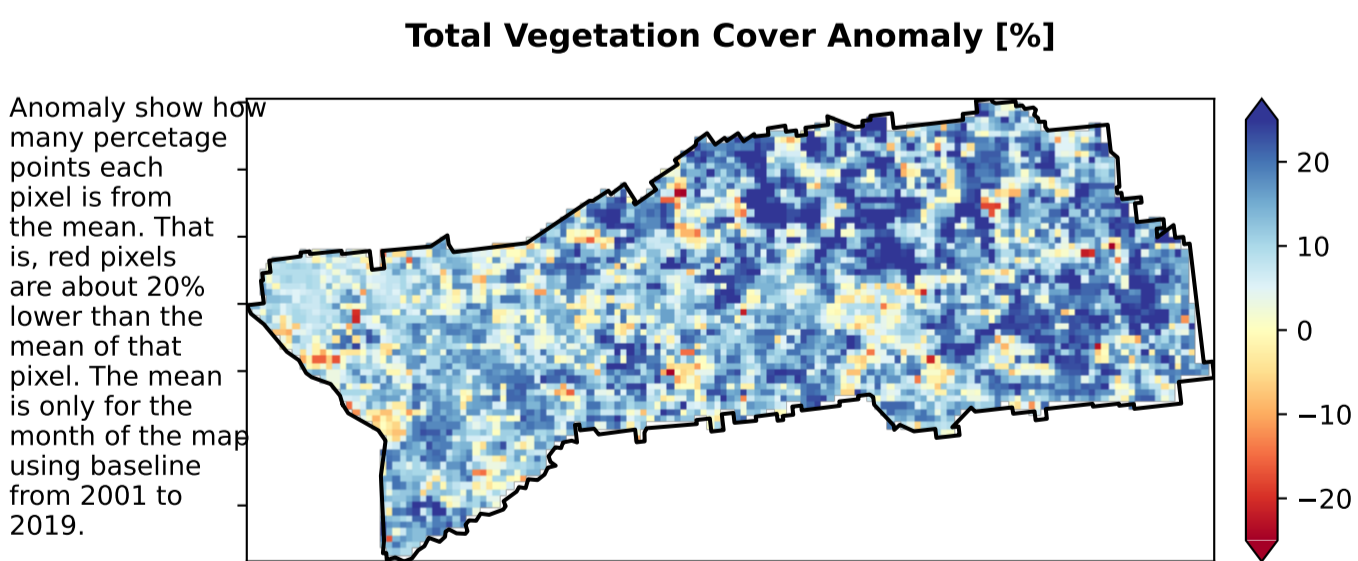 Total Vegetation Cover Anomaly [%]
Anomaly show how
many percetage
points each
pixel is from
the mean. That
is, red pixels
are about 20%
lower than the
mean of that
pixel. The mean
is only for the
month of the map
using baseline
from 2001 to
2019.
20
10
0
−10
−20